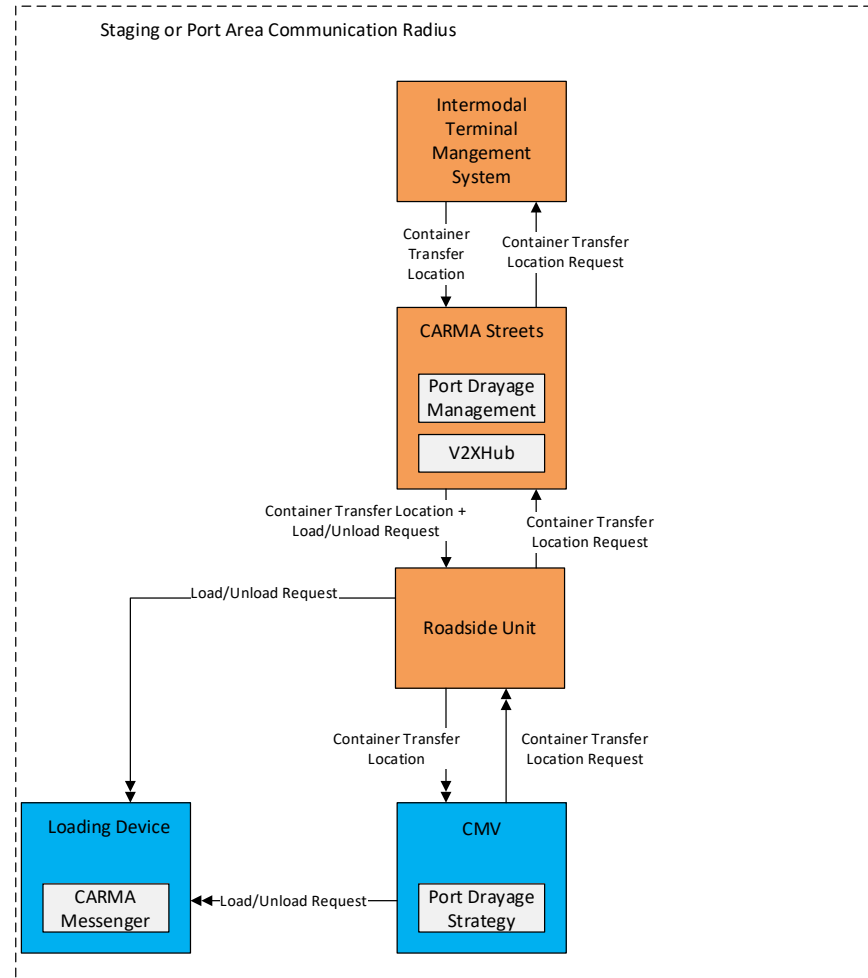 Staging or Port Area Communication Radius
Intermodal
Terminal
Mangement
System
Container
Transfer
Location
Container Transfer
Location Request
CARMA Streets
Port Drayage
Management
V2XHub
Container Transfer Location +
Load/Unload Request
Container Transfer
Location Request
Load/Unload Request
Roadside Unit
Container Transfer
Location
Container Transfer
Location Request
Loading Device
CARMA
Messenger
Load/Unload Request
CMV
Port Drayage
Strategy